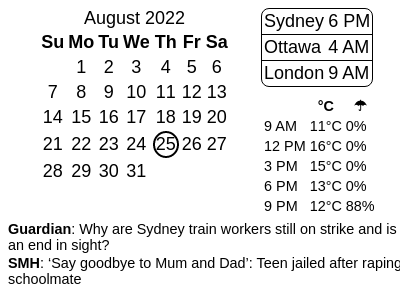 August 2022
Su Mo Tu We Th Fr Sa
1 2 3 4 5 6
7 8 9 10 11 12 13
14 15 16 17 18 19 20
21 22 23 24 25 26 27
28 29 30 31
Sydney 6 PM
Ottawa 4 AM
London 9 AM
°C ☂
9 AM 11°C 0%
12 PM 16°C 0%
3 PM 15°C 0%
6 PM 13°C 0%
9 PM 12°C 88%
Guardian: Why are Sydney train workers still on strike and is
an end in sight?
SMH: ‘Say goodbye to Mum and Dad’: Teen jailed after raping
schoolmate